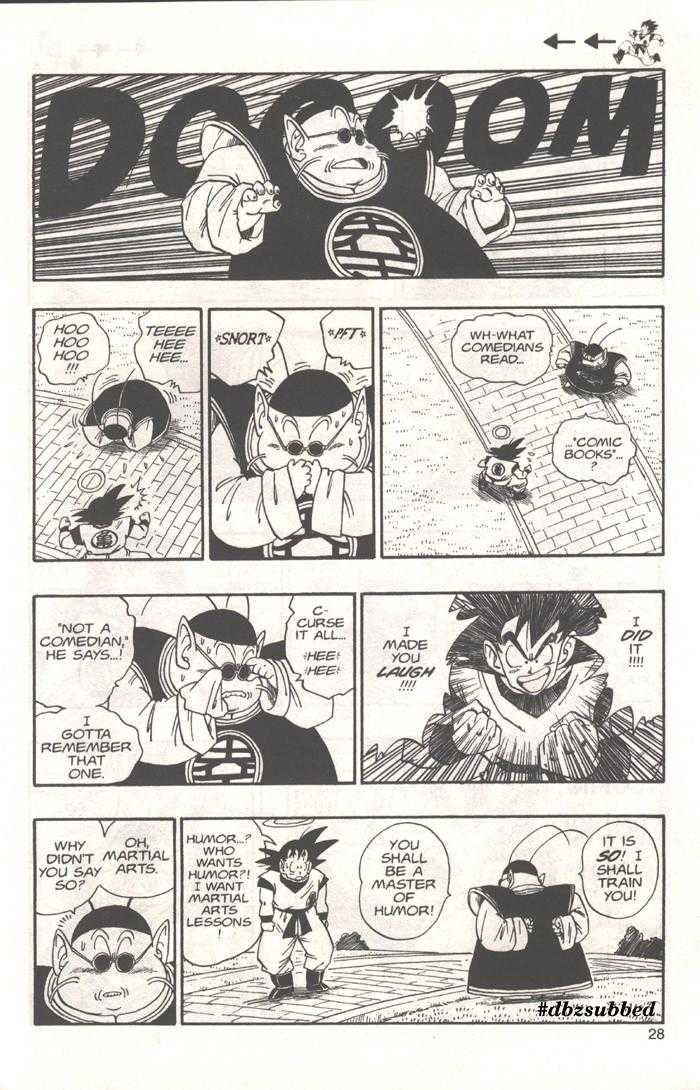 DOOOOM
WH-WHAT
COMEDIANS
READ...
..."COMIC
BOOKS"...
?
*PFT*
*SNORT*
TEEEE
HEE
HEE...
HOO
HOO
HOO
!!!
I
DID
IT
!!!!
I
MADE
YOU
LAUGH
!!!!
C-
CURSE
IT ALL...
*HEE*
*HEE*
"NOT A
COMEDIAN,"
HE SAYS...!
I
GOTTA
REMEMBER
THAT
ONE.
IT IS
SO! I
SHALL
TRAIN
YOU!
YOU
SHALL
BE A
MASTER
OF
HUMOR!
HUMOR...?
WHO
WANTS
HUMOR?!
I WANT
MARTIAL
ARTS
LESSONS
!
OH,
MARTIAL
ARTS.
WHY
DIDN'T
YOU SAY
SO?
#dbzsubbed
28